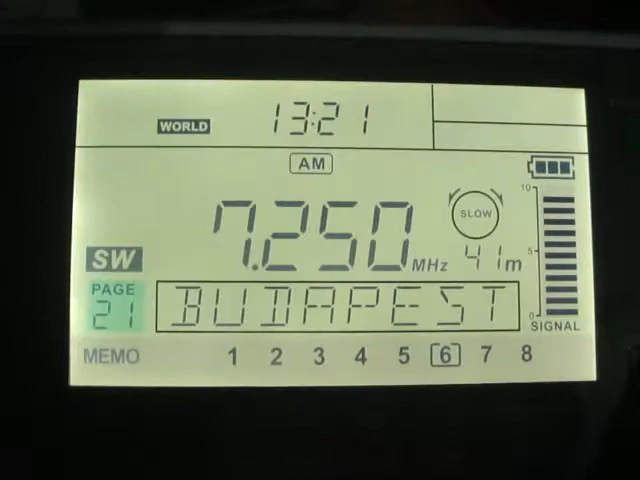 WORLD 13:21
AM
10
SLOW
7.250 MHz 41m
SW
5
PAGE
21 BUDAPEST
0
SIGNAL
MEMO 1 2 3 4 5 6 7 8